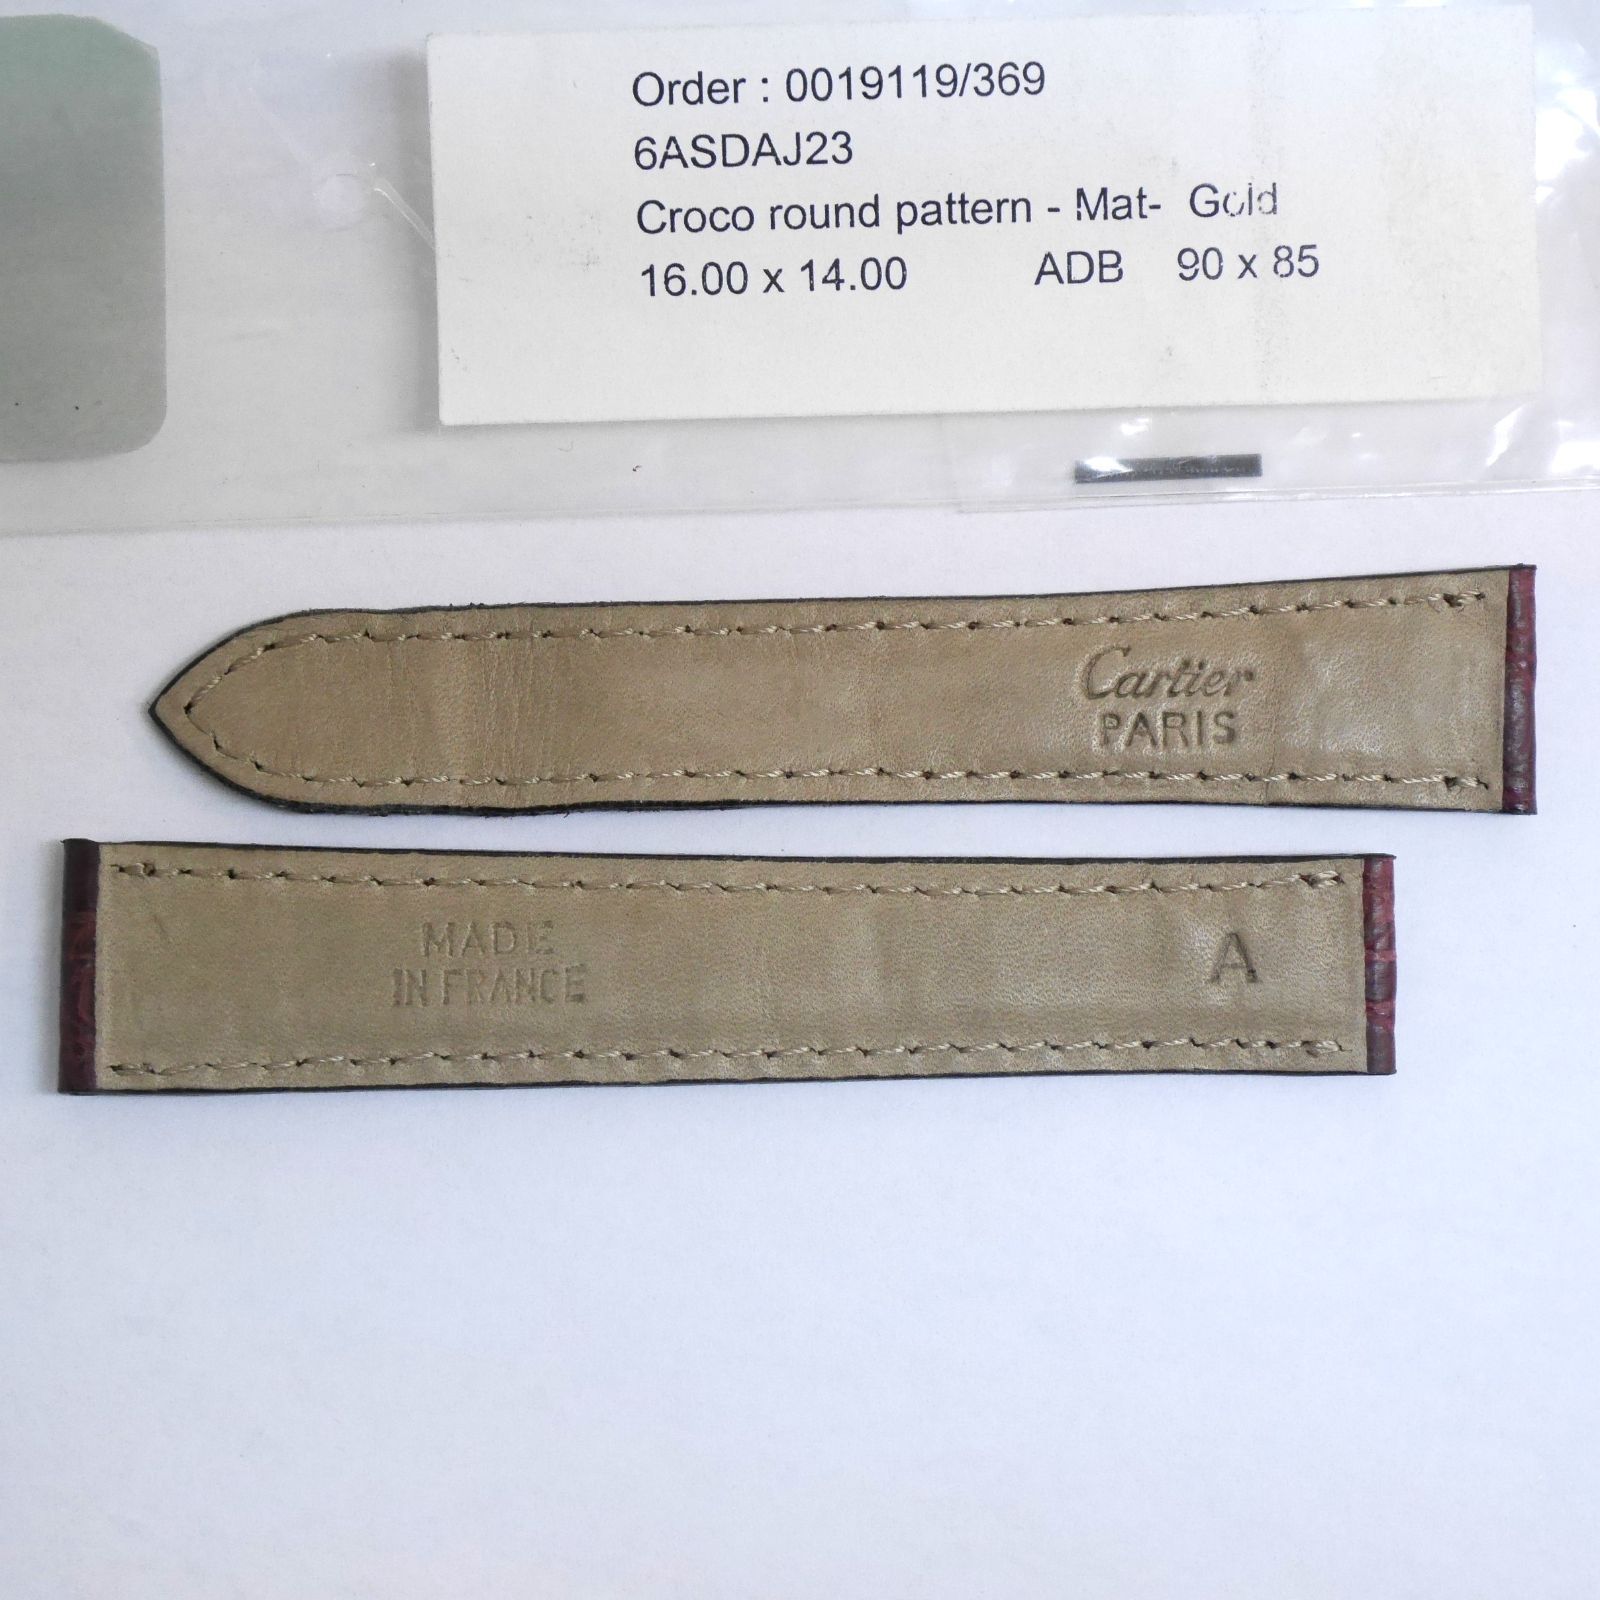 Order : 0019119/369
6ASDAJ23
Croco round pattern - Mat- Gold
16.00 x 14.00 ADB 90 x 85
Cartier
PARIS
MADE
IN FRANCE
A